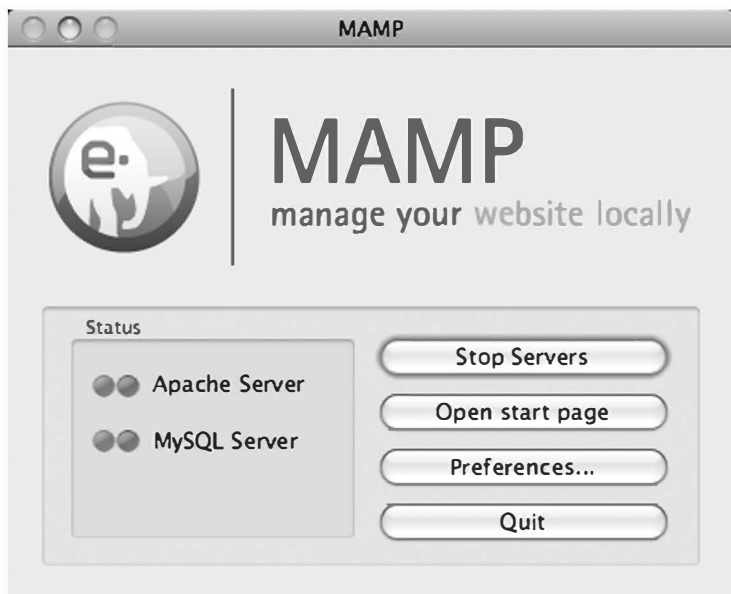 MAMP
e.
MAMP
manage your website locally
Status
Apache Server
MySQL Server
Stop Servers
Open start page
Preferences...
Quit